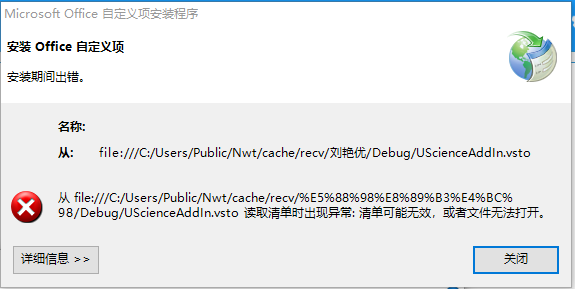 Microsoft Office 自定义项安装程序
安装 Office 自定义项
安装期间出错。
名称:
从: file:///C:/Users/Public/Nwt/cache/recv/刘艳优/Debug/UScienceAddIn.vsto
从 file:///C:/Users/Public/Nwt/cache/recv/%E5%88%98%E8%89%B3%E4%BC%
98/Debug/UScienceAddIn.vsto 读取清单时出现异常: 清单可能无效，或者文件无法打开。
详细信息 >>
关闭